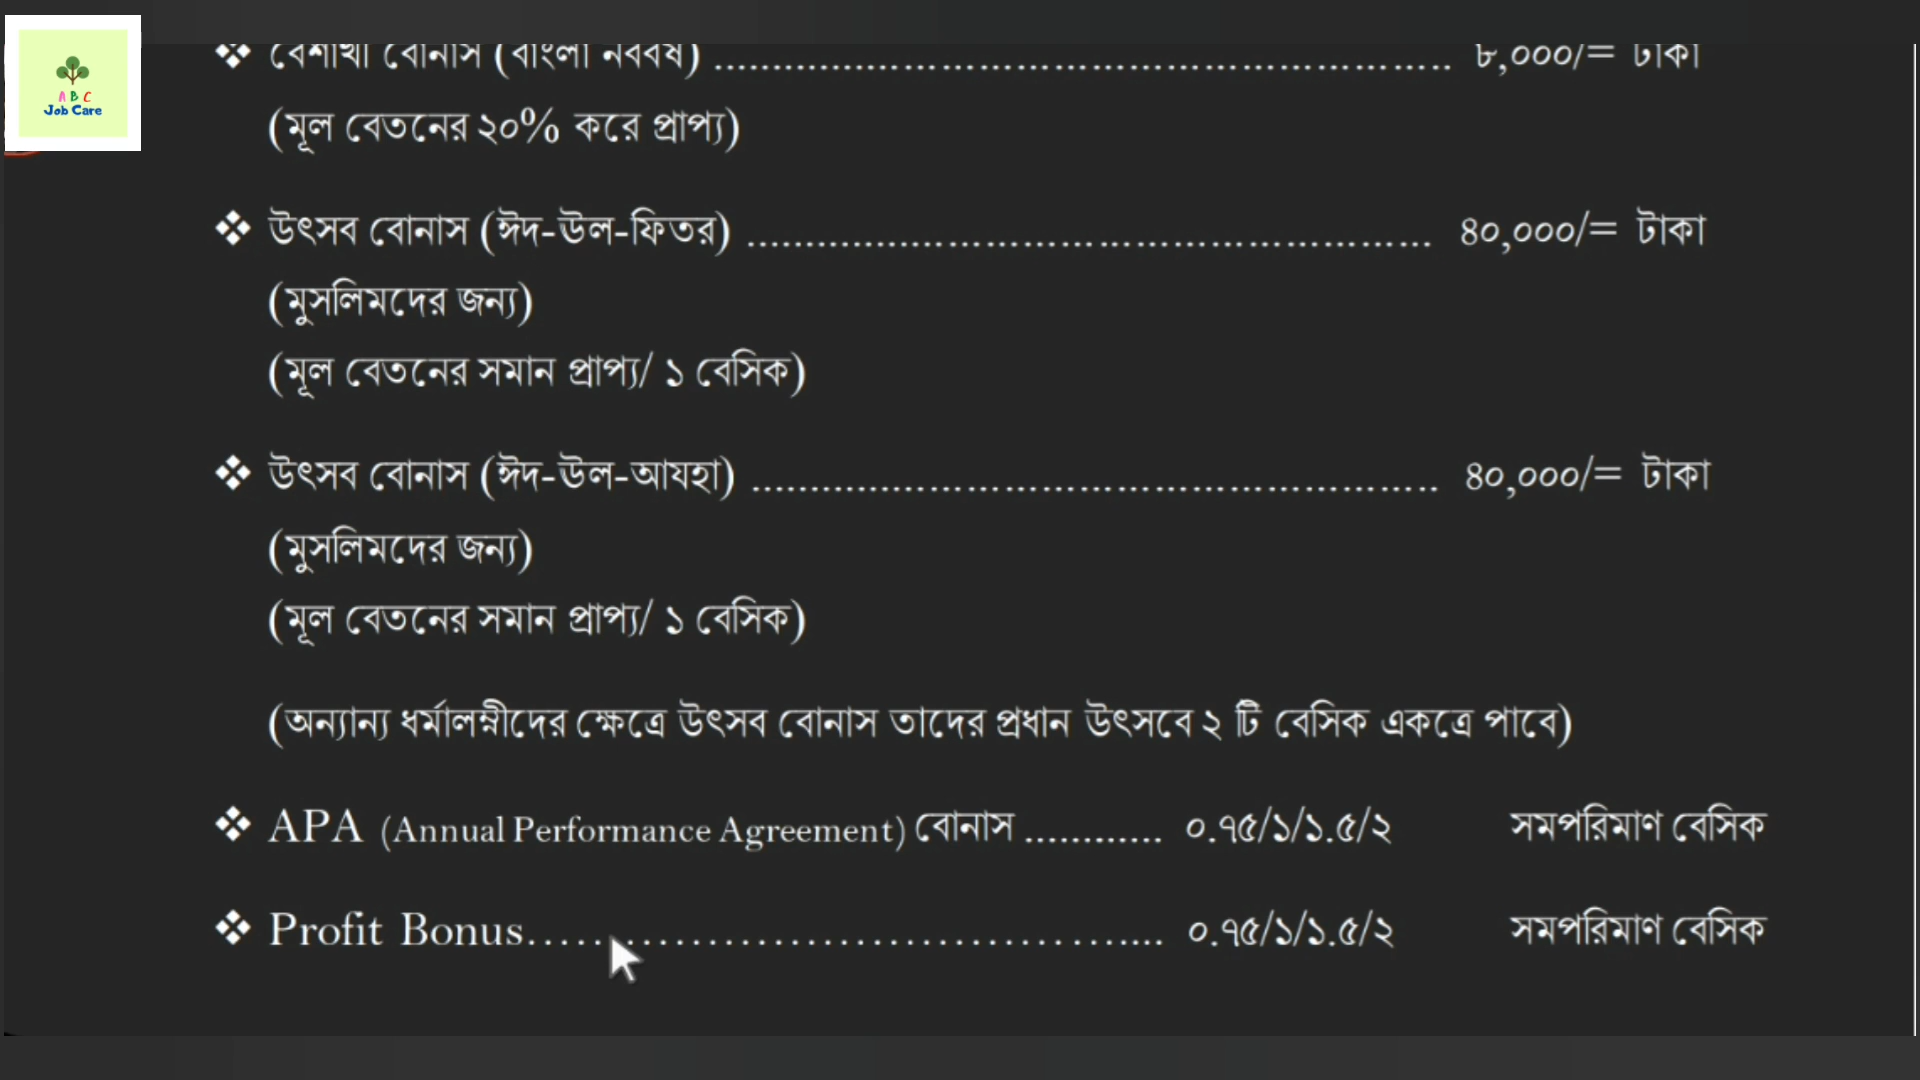 A B C
Job Care
❖ বৈশাখী বোনাস (বাংলা নববর্ষ) ........................................................ ৮,০০০/= টাকা
(মূল বেতনের ২০% করে প্রাপ্য)
❖ উৎসব বোনাস (ঈদ-উল-ফিতর) .................................................... ৪০,০০০/= টাকা
(মুসলিমদের জন্য)
(মূল বেতনের সমান প্রাপ্য/ ১ বেসিক)
❖ উৎসব বোনাস (ঈদ-উল-আযহা) .................................................... ৪০,০০০/= টাকা
(মুসলিমদের জন্য)
(মূল বেতনের সমান প্রাপ্য/ ১ বেসিক)
(অন্যান্য ধর্মালম্বীদের ক্ষেত্রে উৎসব বোনাস তাদের প্রধান উৎসবে ২ টি বেসিক একত্রে পাবে)
❖ APA (Annual Performance Agreement) বোনাস ............ ০.৭৫/১/১.৫/২ সমপরিমাণ বেসিক
❖ Profit Bonus............................................. ০.৭৫/১/১.৫/২ সমপরিমাণ বেসিক